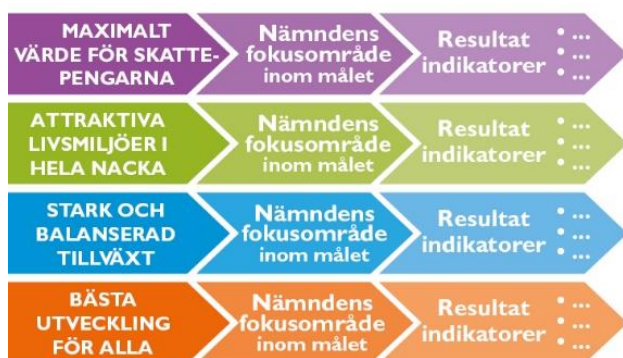 MAXIMALT
VÄRDE FÖR SKATTE-
PENGARNA
Nämndens
fokusområde
inom målet
Resultat
indikatorer
• ...
• ...
• ...
ATTRAKTIVA
LIVSMILJÖER I
HELA NACKA
Nämndens
fokusområde
inom målet
Resultat
indikatorer
• ...
• ...
• ...
STARK OCH
BALANSERAD
TILLVÄXT
Nämndens
fokusområde
inom målet
Resultat
indikatorer
• ...
• ...
• ...
BÄSTA
UTVECKLING
FÖR ALLA
Nämndens
fokusområde
inom målet
Resultat
indikatorer
• ...
• ...
• ...